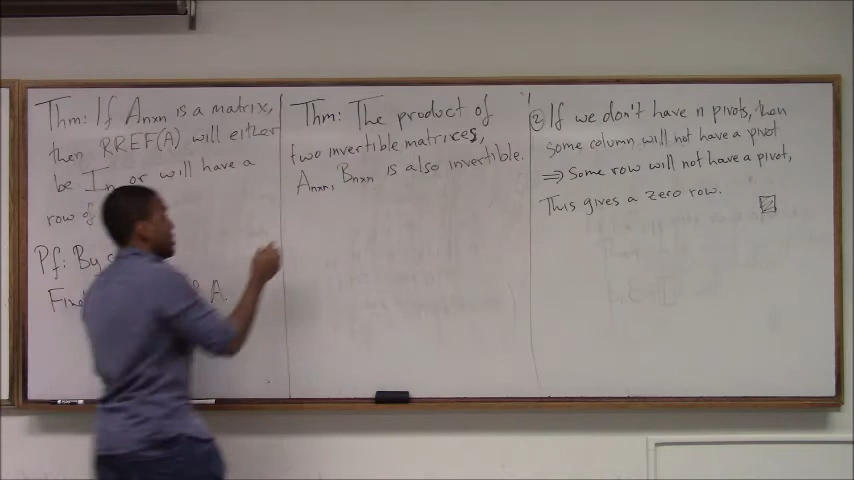 Thm: If Anxn is a matrix,
then RREF(A) will either
be In or will have a
row of
Pf: By
A.
Thm: The product of
two invertible matrices,
Anxn, Bnxn is also invertible.
② If we don't have n pivots, then
some column will not have a pivot
⇒ Some row will not have a pivot,
This gives a zero row.